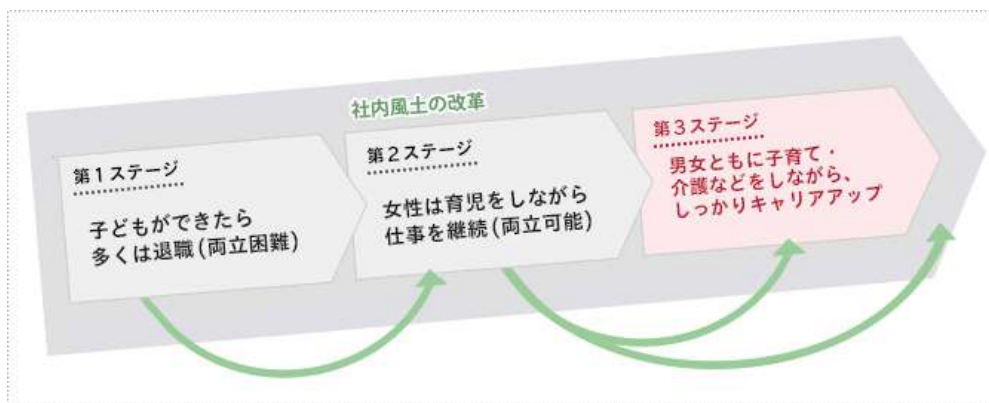 社内風土の改革
第1ステージ
子どもができたら
多くは退職(両立困難)
第2ステージ
女性は育児をしながら
仕事を継続(両立可能)
第3ステージ
男女ともに子育て・
介護などをしながら、
しっかりキャリアアップ